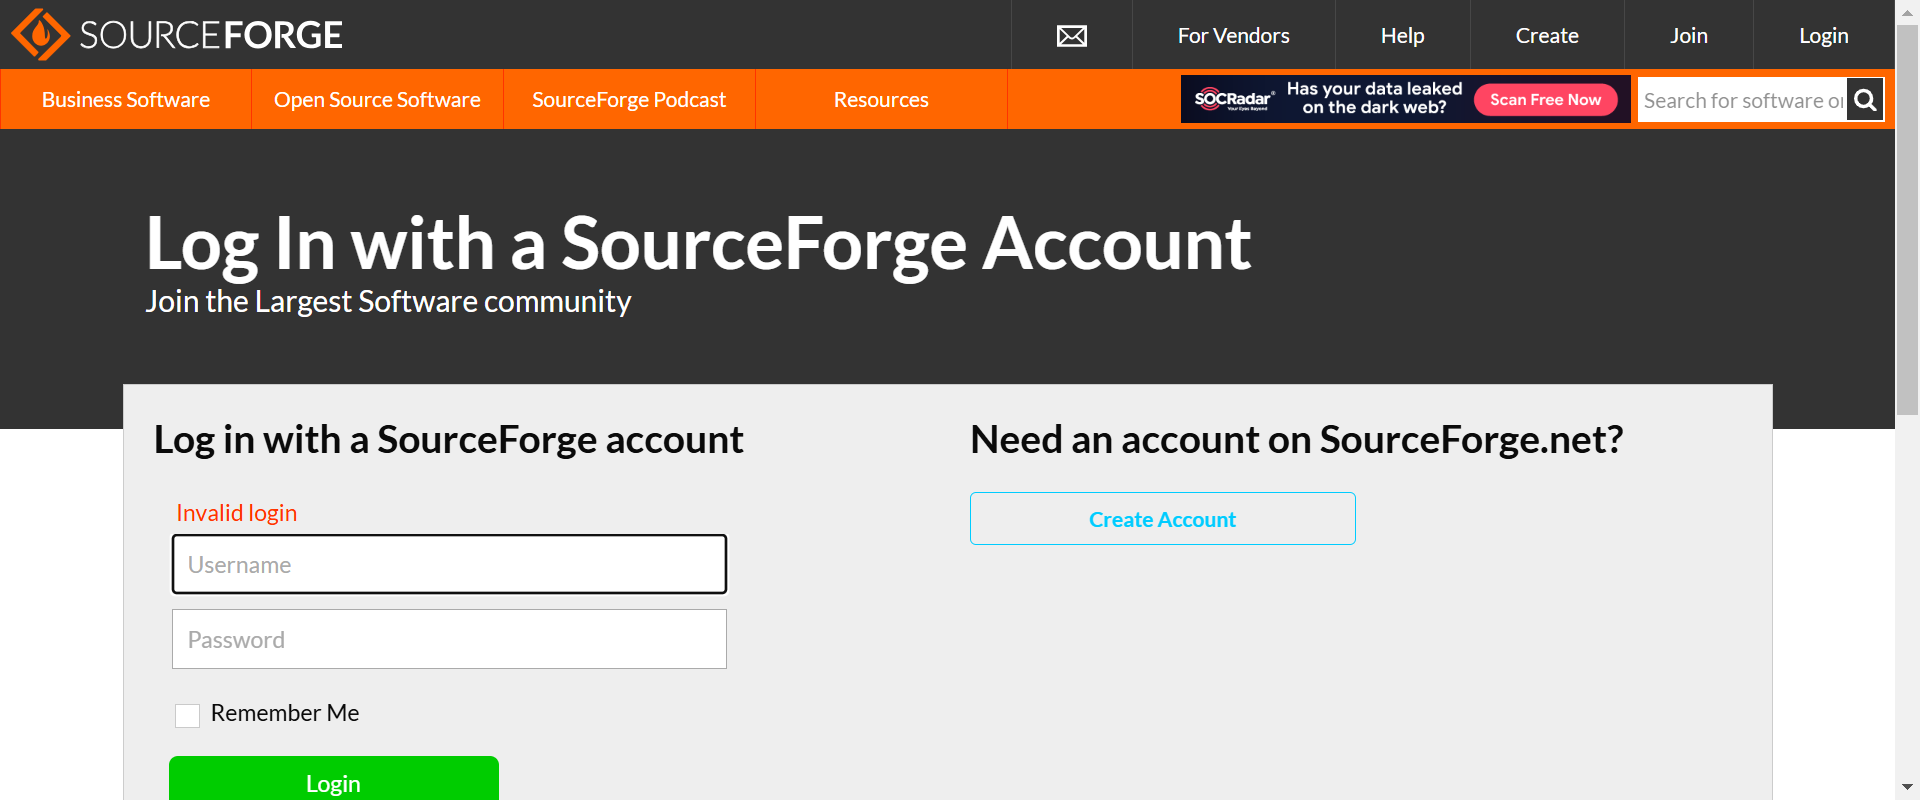 SOURCEFORGE
For Vendors
Help
Create
Join
Login
Business Software
Open Source Software
SourceForge Podcast
Resources
SOCRadar®
Your Eyes Beyond
Has your data leaked
on the dark web?
Scan Free Now
Search for software or
Log In with a SourceForge Account
Join the Largest Software community
Log in with a SourceForge account
Invalid login
Username
Password
Remember Me
Login
Need an account on SourceForge.net?
Create Account